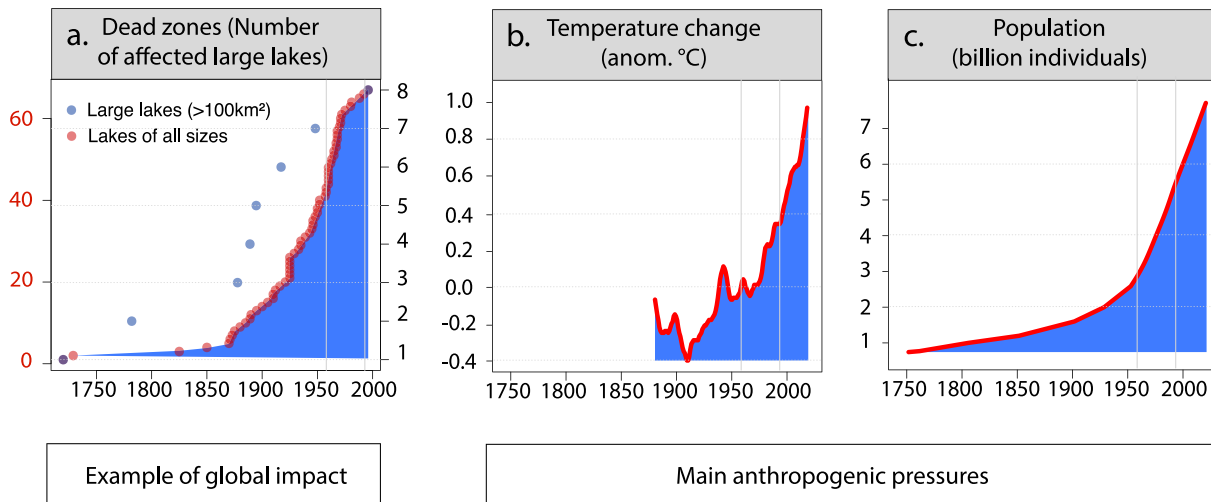 a. Dead zones (Number
of affected large lakes)
Large lakes (>100km²)
Lakes of all sizes
60
40
20
0
8
7
6
5
4
3
2
1
1750 1800 1850 1900 1950 2000
Example of global impact
b. Temperature change
(anom. °C)
1.0
0.8
0.6
0.4
0.2
0.0
-0.2
-0.4
1750 1800 1850 1900 1950 2000
c. Population
(billion individuals)
7
6
5
4
3
2
1
1750 1800 1850 1900 1950 2000
Main anthropogenic pressures